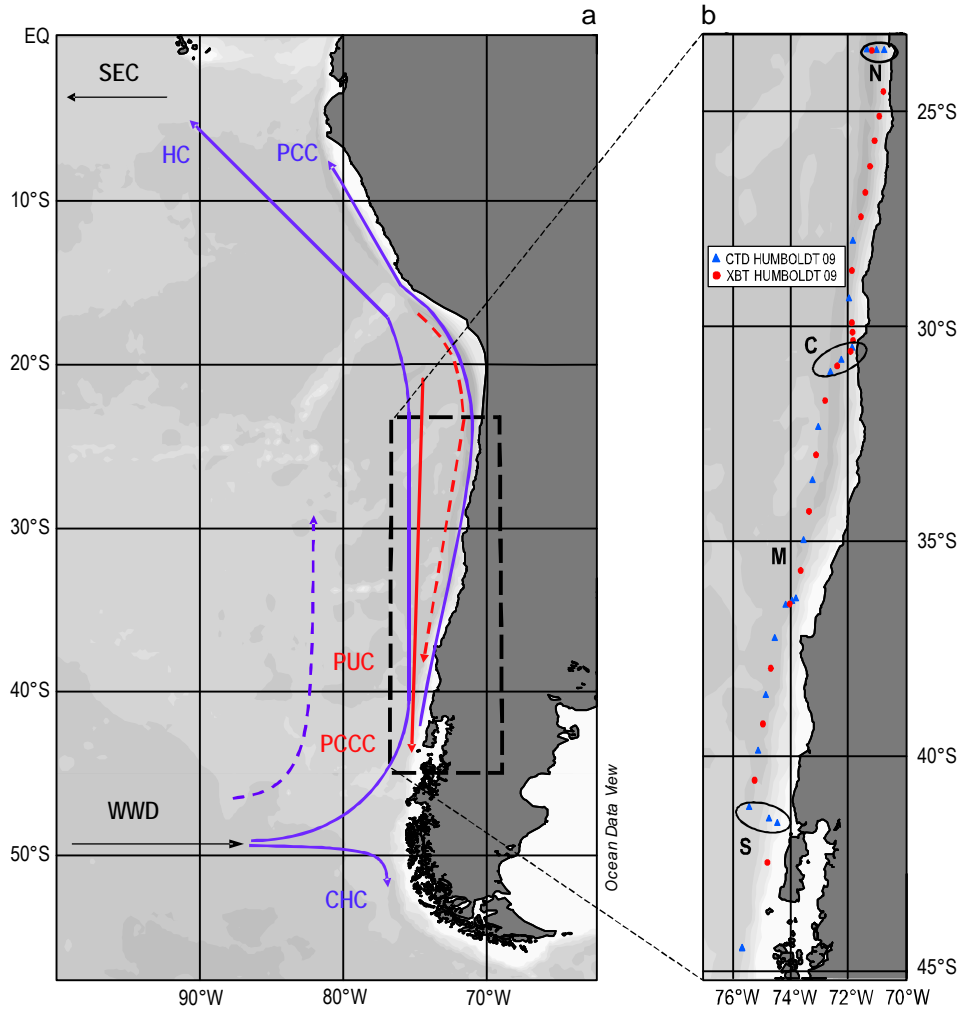 a
b
EQ
SEC
HC
PCC
10°S
20°S
30°S
PUC
40°S
PCCC
WWD
50°S
CHC
90°W
80°W
70°W
Ocean Data View
N
25°S
CTD HUMBOLDT 09
XBT HUMBOLDT 09
30°S
C
35°S
M
40°S
S
45°S
76°W
74°W
72°W
70°W